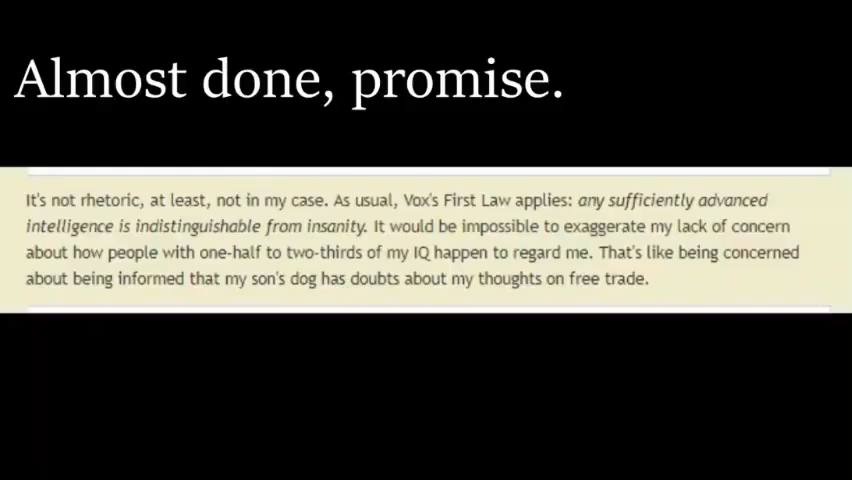 Almost done, promise.
It's not rhetoric, at least, not in my case. As usual, Vox's First Law applies: any sufficiently advanced
intelligence is indistinguishable from insanity. It would be impossible to exaggerate my lack of concern
about how people with one-half to two-thirds of my IQ happen to regard me. That's like being concerned
about being informed that my son's dog has doubts about my thoughts on free trade.